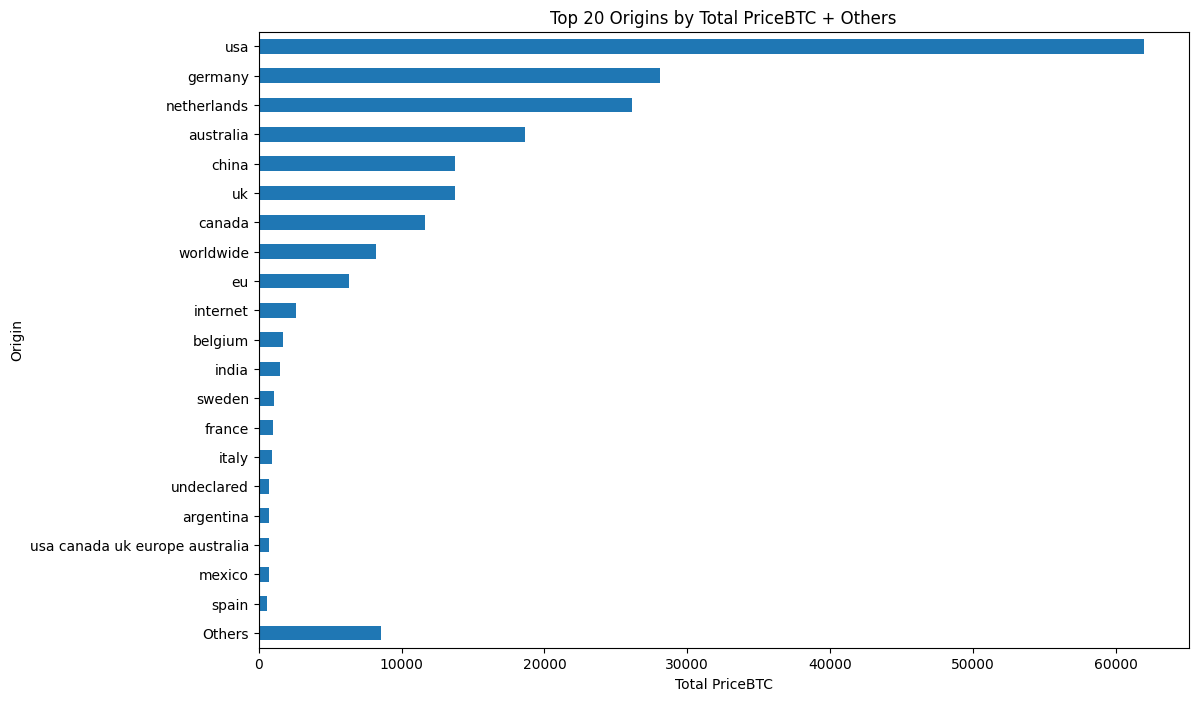 Top 20 Origins by Total PriceBTC + Others
usa
germany
netherlands
australia
china
uk
canada
worldwide
eu
internet
belgium
india
sweden
france
italy
undeclared
argentina
usa canada uk europe australia
mexico
spain
Others
Origin
0 10000 20000 30000 40000 50000 60000
Total PriceBTC